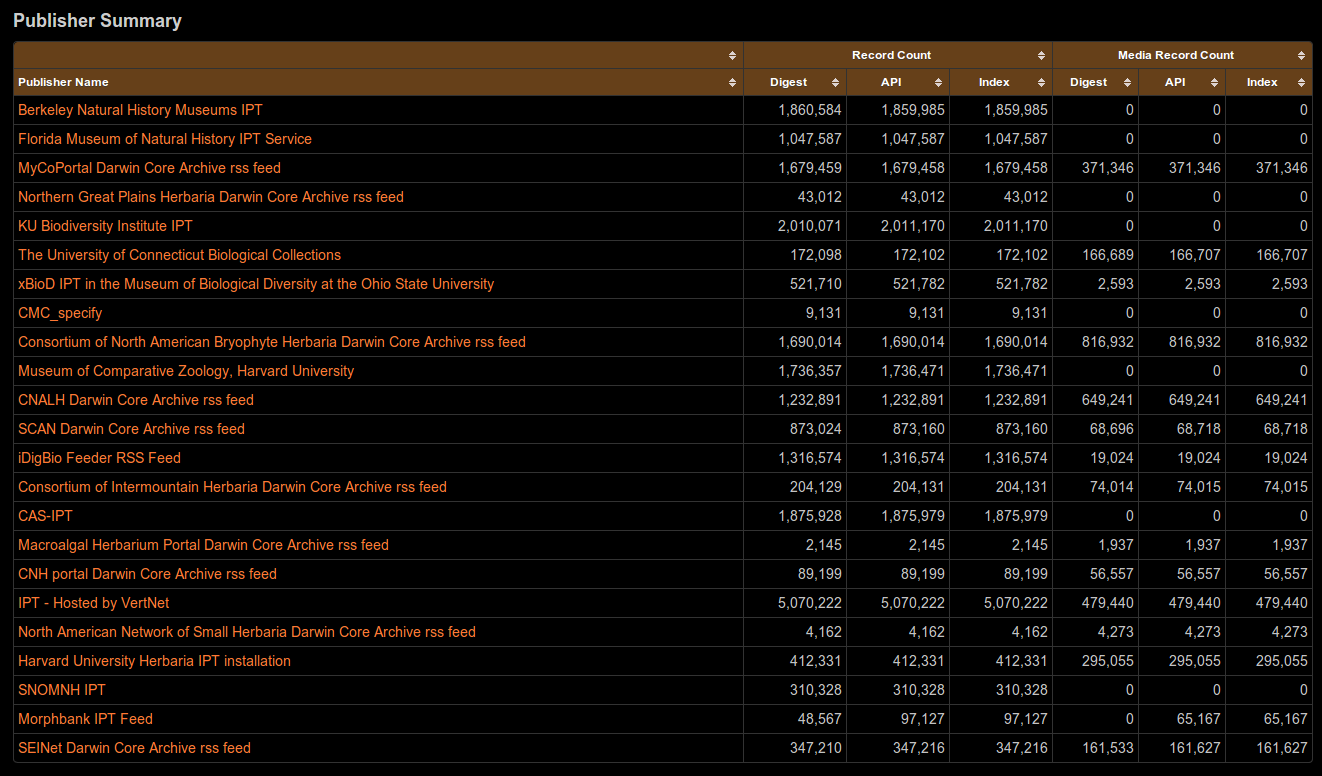 Publisher Summary
Record Count Media Record Count
Publisher Name Digest API Index Digest API Index
Berkeley Natural History Museums IPT 1,860,584 1,859,985 1,859,985 0 0 0
Florida Museum of Natural History IPT Service 1,047,587 1,047,587 1,047,587 0 0 0
MyCoPortal Darwin Core Archive rss feed 1,679,459 1,679,458 1,679,458 371,346 371,346 371,346
Northern Great Plains Herbaria Darwin Core Archive rss feed 43,012 43,012 43,012 0 0 0
KU Biodiversity Institute IPT 2,010,071 2,011,170 2,011,170 0 0 0
The University of Connecticut Biological Collections 172,098 172,102 172,102 166,689 166,707 166,707
xBioD IPT in the Museum of Biological Diversity at the Ohio State University 521,710 521,782 521,782 2,593 2,593 2,593
CMC_specify 9,131 9,131 9,131 0 0 0
Consortium of North American Bryophyte Herbaria Darwin Core Archive rss feed 1,690,014 1,690,014 1,690,014 816,932 816,932 816,932
Museum of Comparative Zoology, Harvard University 1,736,357 1,736,471 1,736,471 0 0 0
CNALH Darwin Core Archive rss feed 1,232,891 1,232,891 1,232,891 649,241 649,241 649,241
SCAN Darwin Core Archive rss feed 873,024 873,160 873,160 68,696 68,718 68,718
iDigBio Feeder RSS Feed 1,316,574 1,316,574 1,316,574 19,024 19,024 19,024
Consortium of Intermountain Herbaria Darwin Core Archive rss feed 204,129 204,131 204,131 74,014 74,015 74,015
CAS-IPT 1,875,928 1,875,979 1,875,979 0 0 0
Macroalgal Herbarium Portal Darwin Core Archive rss feed 2,145 2,145 2,145 1,937 1,937 1,937
CNH portal Darwin Core Archive rss feed 89,199 89,199 89,199 56,557 56,557 56,557
IPT - Hosted by VertNet 5,070,222 5,070,222 5,070,222 479,440 479,440 479,440
North American Network of Small Herbaria Darwin Core Archive rss feed 4,162 4,162 4,162 4,273 4,273 4,273
Harvard University Herbaria IPT installation 412,331 412,331 412,331 295,055 295,055 295,055
SNOMNH IPT 310,328 310,328 310,328 0 0 0
Morphbank IPT Feed 48,567 97,127 97,127 0 65,167 65,167
SEINet Darwin Core Archive rss feed 347,210 347,216 347,216 161,533 161,627 161,627